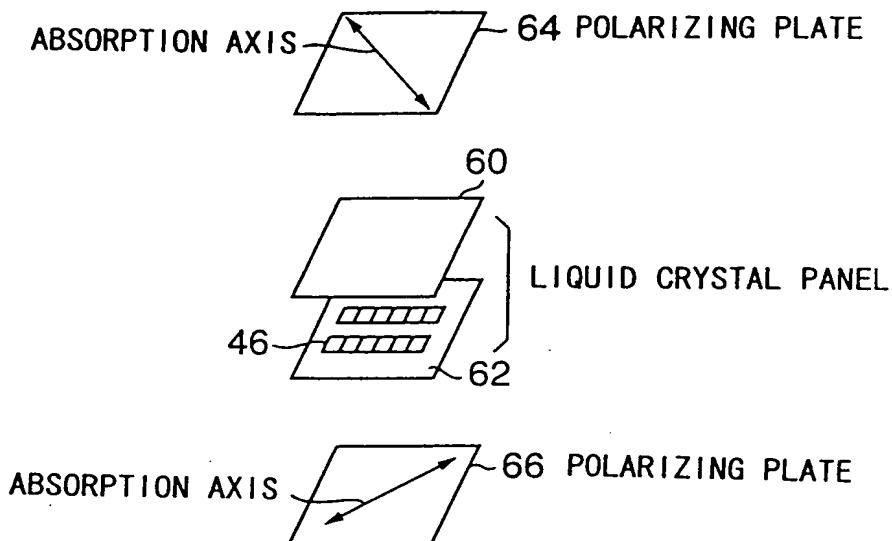 ABSORPTION AXIS
64 POLARIZING PLATE
60
LIQUID CRYSTAL PANEL
46
62
66 POLARIZING PLATE
ABSORPTION AXIS